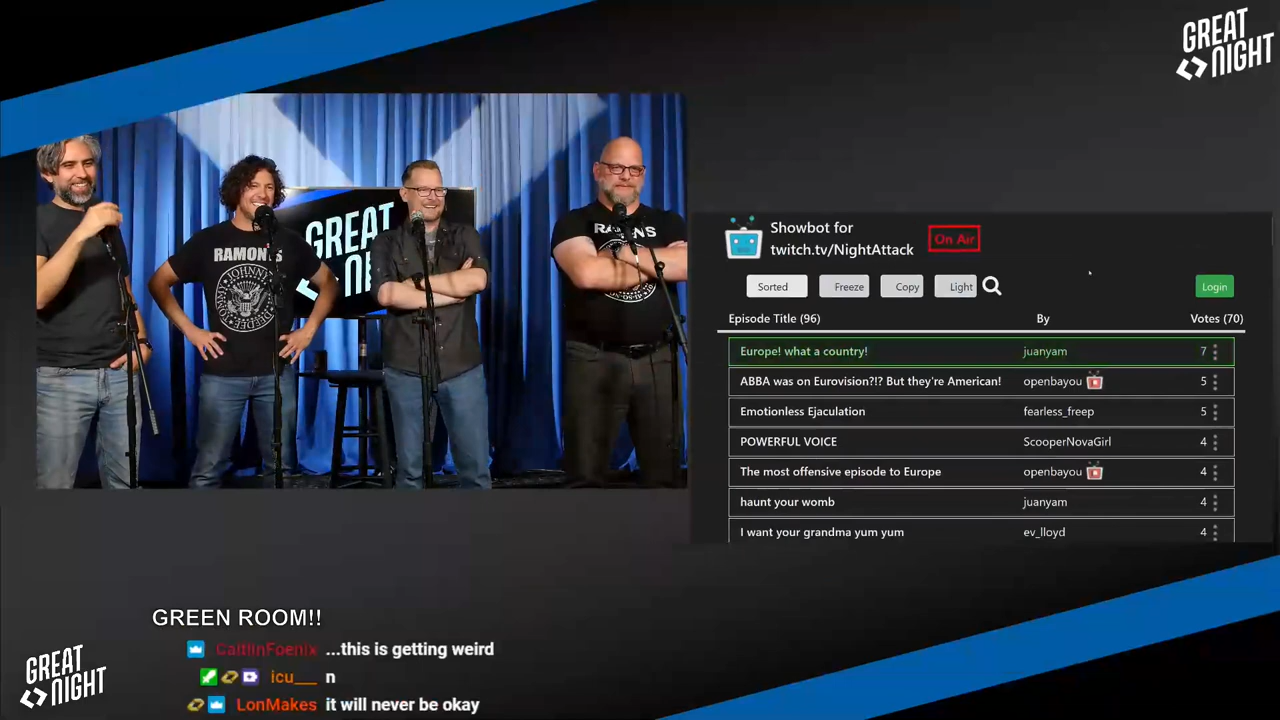 GREAT
NIGHT
GREAT
RAMONES
JOHNNY
DEEDEE
Showbot for
twitch.tv/NightAttack
On Air
Sorted
Freeze
Copy
Light
Login
Episode Title (96)
By
Votes (70)
Europe! what a country!
juanyam
7
ABBA was on Eurovision?!? But they're American!
openbayou
5
Emotionless Ejaculation
fearless_freep
5
POWERFUL VOICE
ScooperNovaGirl
4
The most offensive episode to Europe
openbayou
4
haunt your womb
juanyam
4
I want your grandma yum yum
ev_lloyd
4
GREEN ROOM!!
CaitlinFoenix ...this is getting weird
icu___ n
LonMakes it will never be okay
GREAT
NIGHT